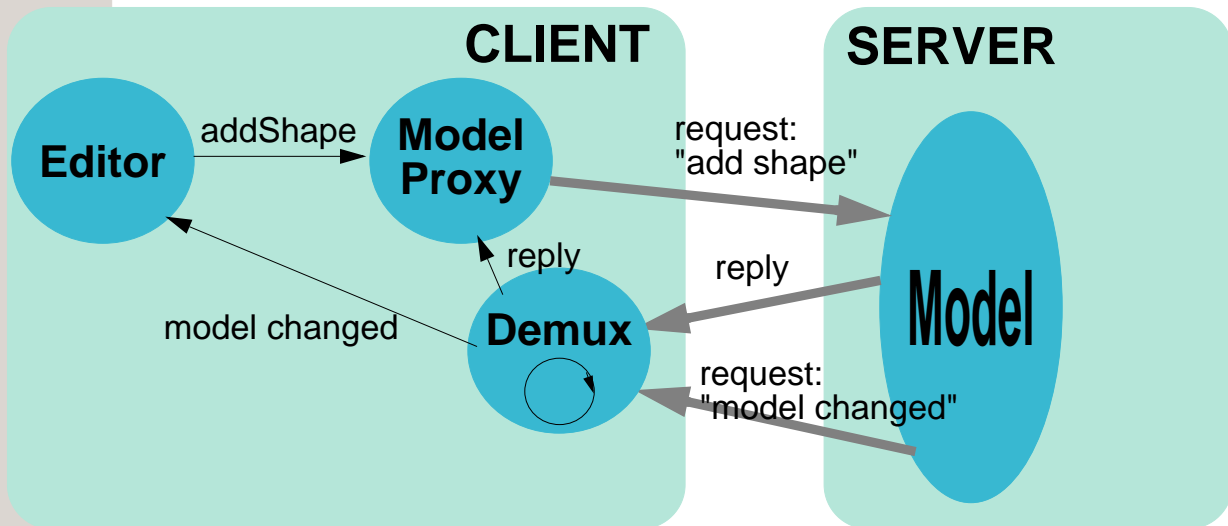 CLIENT
SERVER
Editor
addShape
Model
Proxy
request:
"add shape"
reply
reply
model changed
Demux
Model
request:
"model changed"